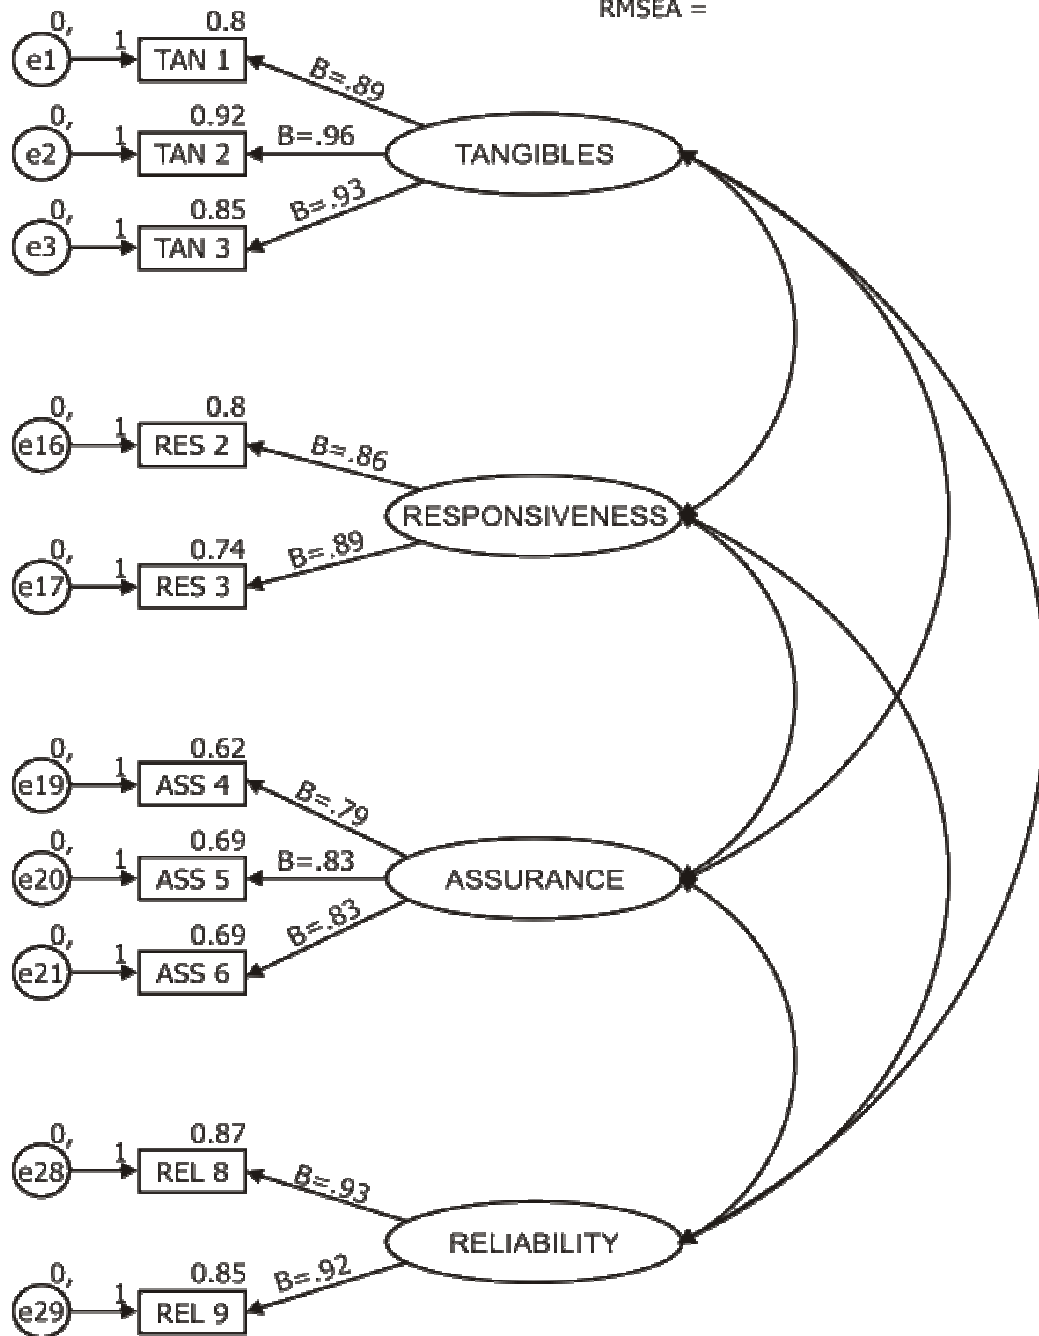 RMSEA =
0, 1 0.8
e1 TAN 1
B=.89
0, 1 0.92
e2 TAN 2 B=.96 TANGIBLES
0, 1 0.85
e3 TAN 3 B=.93
0, 1 0.8
e16 RES 2 B=.86
RESPONSIVENESS
0, 1 0.74
e17 RES 3 B=.89
0, 1 0.62
e19 ASS 4 B=.79
0, 1 0.69
e20 ASS 5 B=.83 ASSURANCE
0, 1 0.69
e21 ASS 6 B=.83
0, 1 0.87
e28 REL 8 B=.93
RELIABILITY
0, 1 0.85
e29 REL 9 B=.92